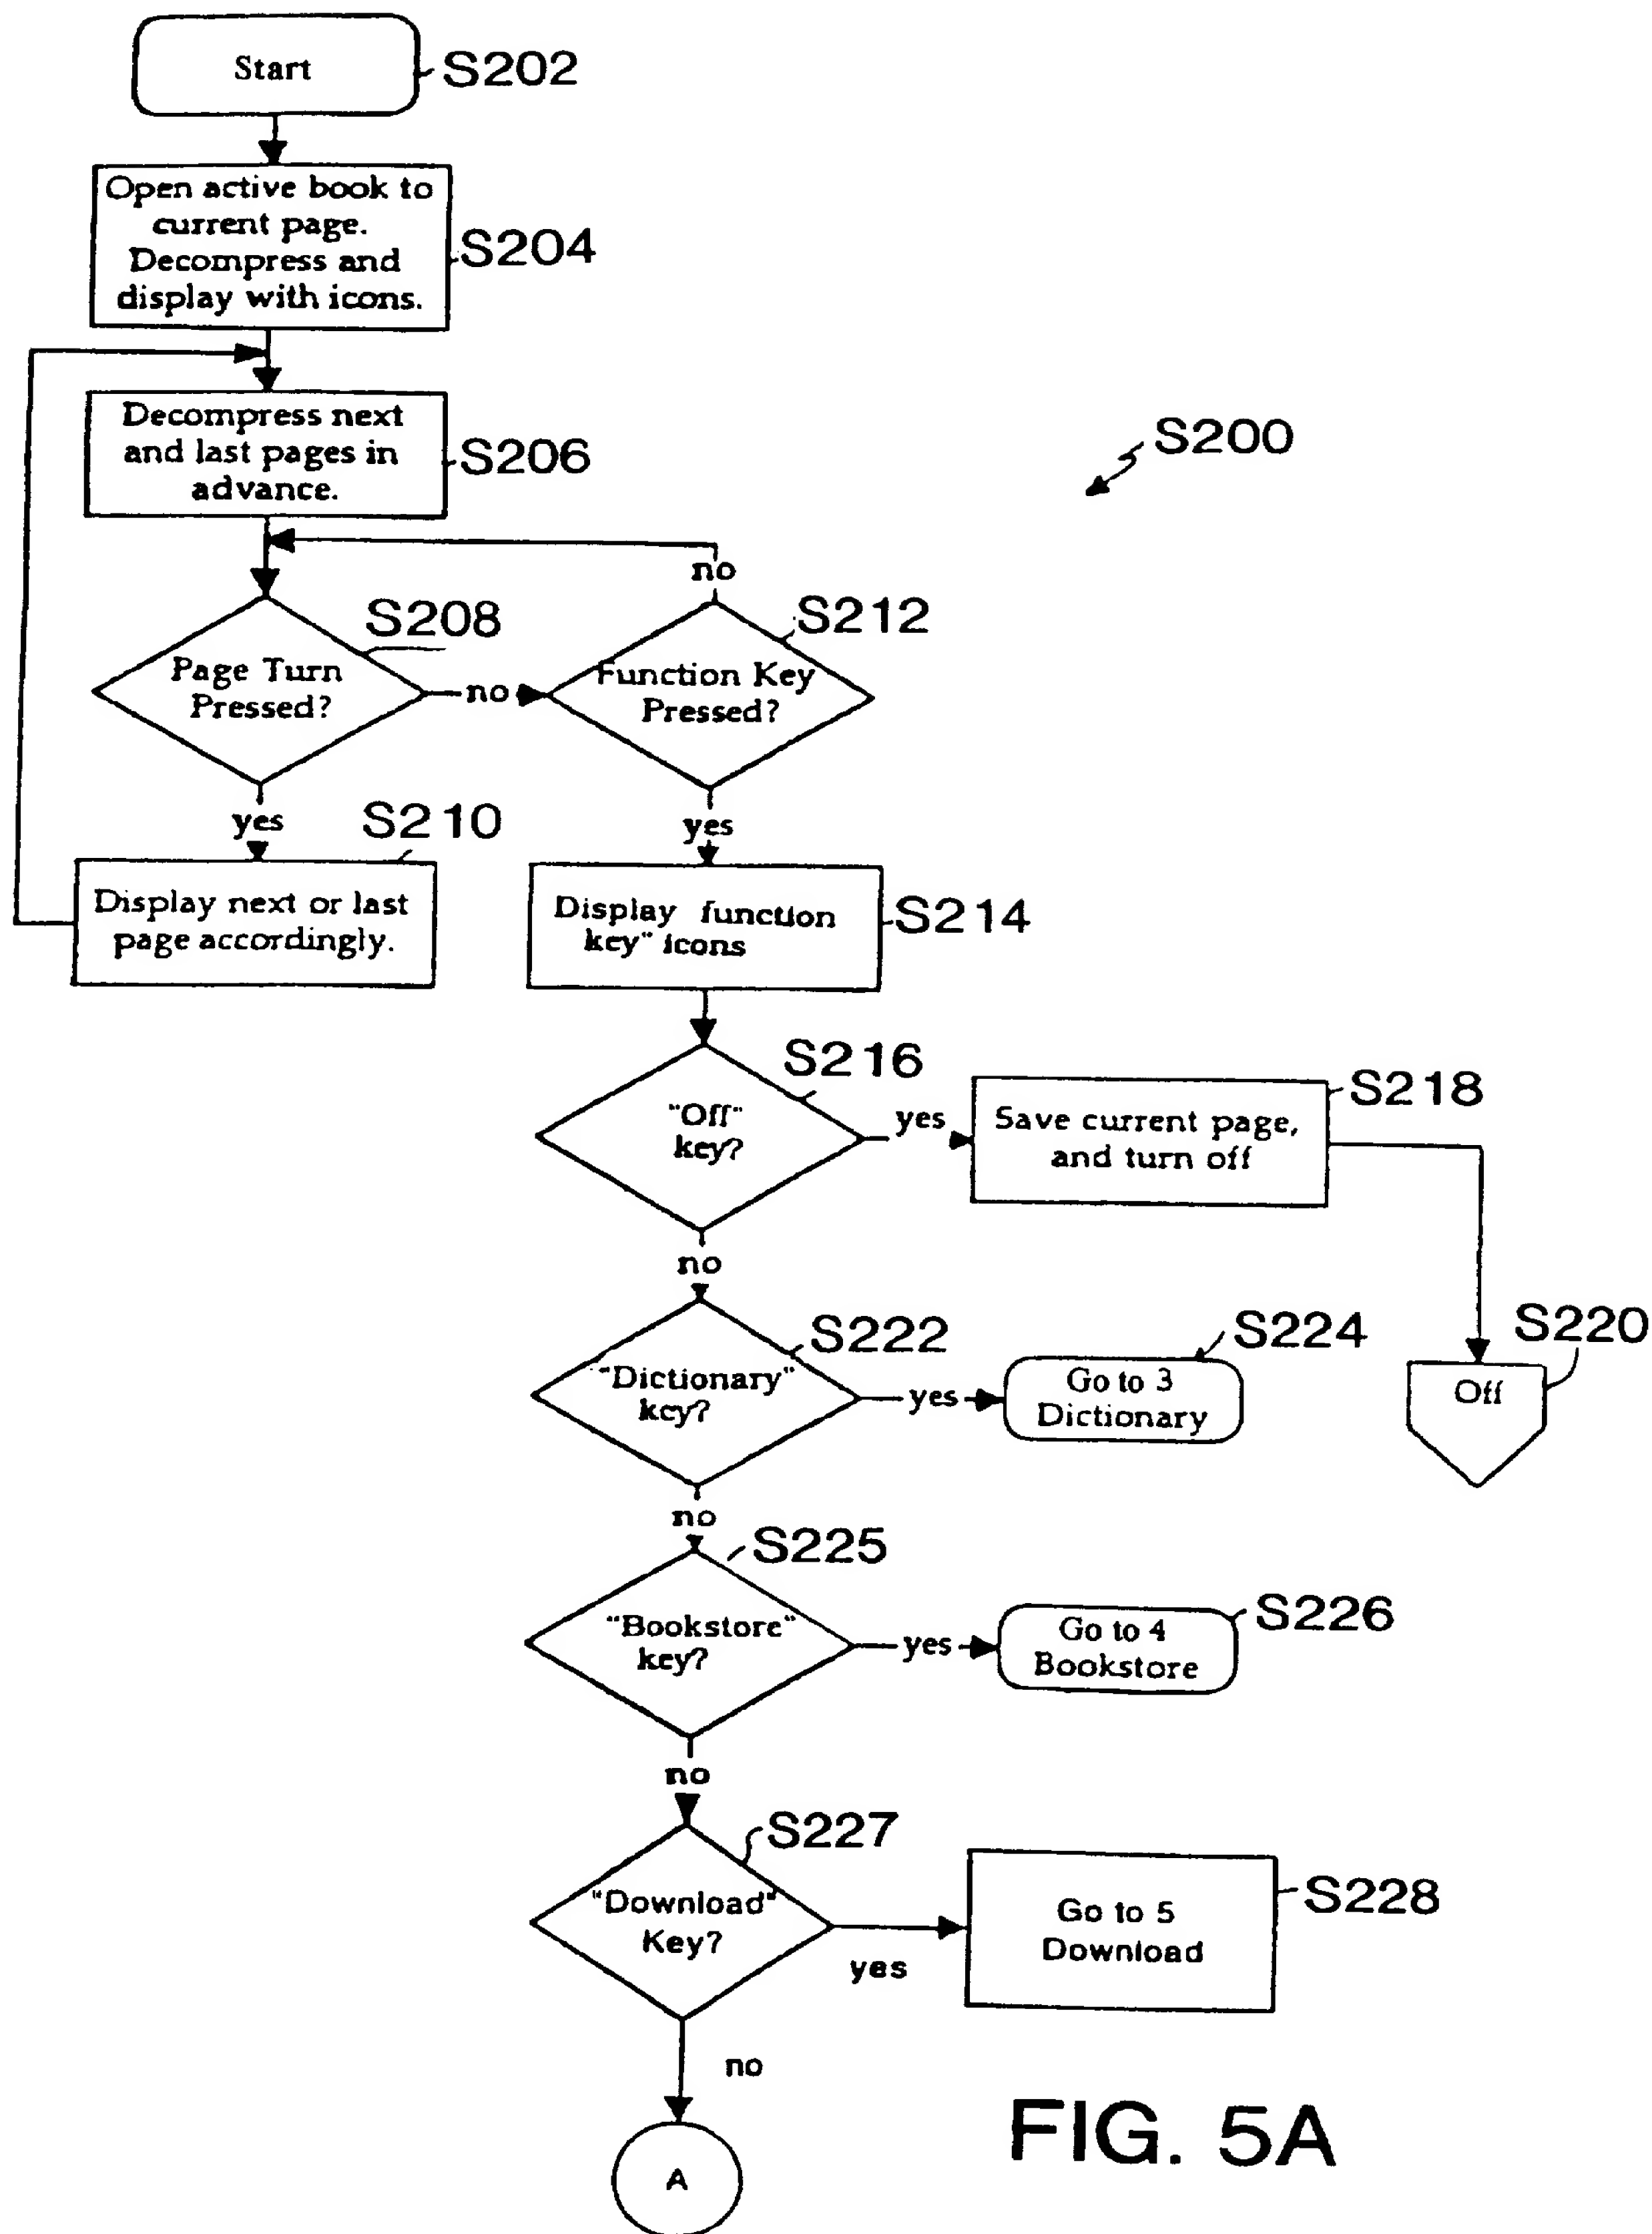 Start
S202
Open active book to
current page.
Decompress and
display with icons.
S204
Decompress next
and last pages in
advance.
S206
S200
Page Turn
Pressed?
S208
no
Function Key
Pressed?
S212
no
yes
S210
Display next or last
page accordingly.
yes
Display function
key" icons
S214
"Off"
key?
S216
yes
Save current page,
and turn off
S218
Off
S220
no
"Dictionary"
key?
S222
yes
Go to 3
Dictionary
S224
no
"Bookstore"
key?
S225
yes
Go to 4
Bookstore
S226
no
"Download"
Key?
S227
yes
Go to 5
Download
S228
no
A
FIG. 5A